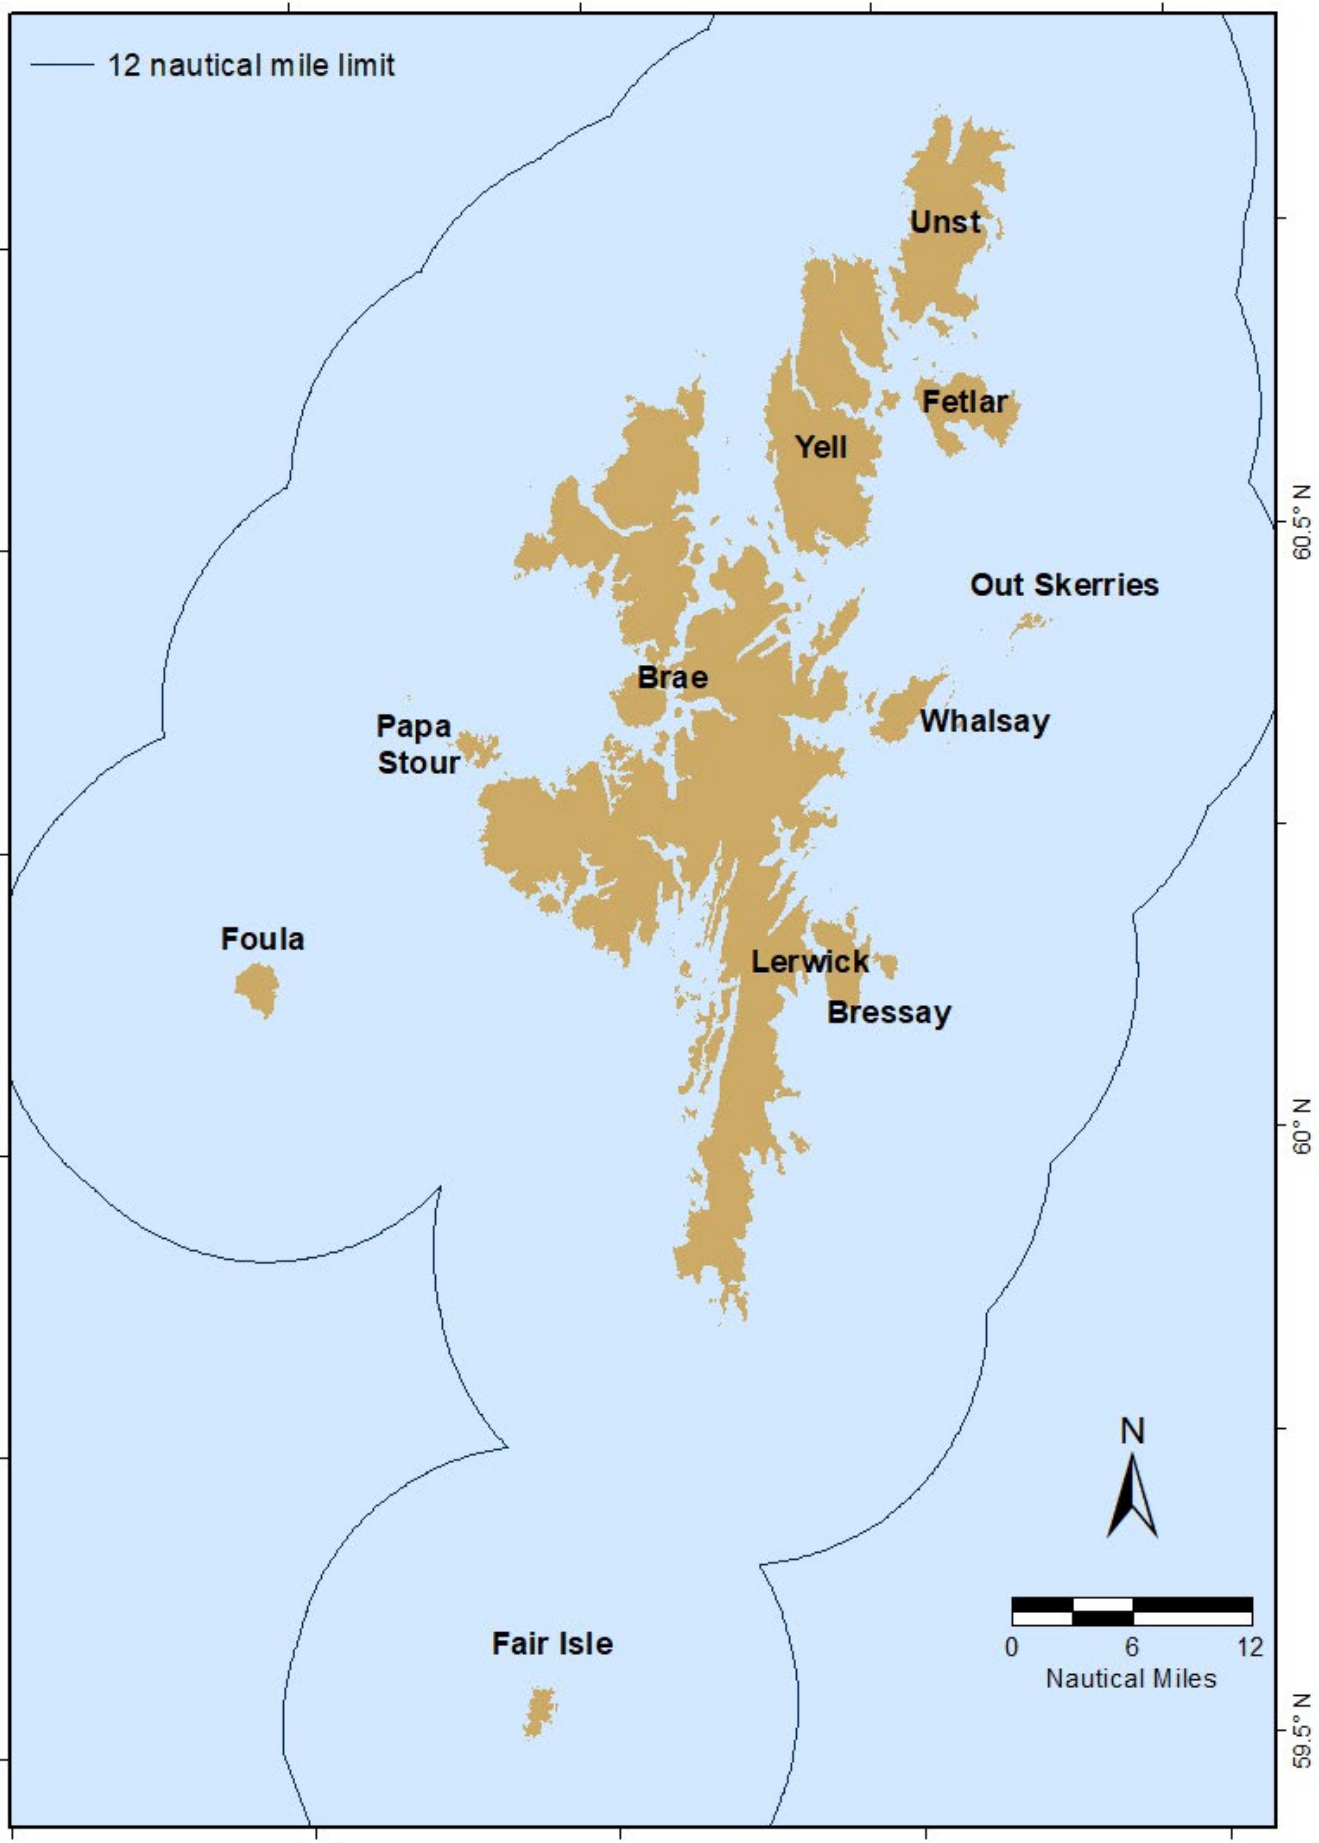 12 nautical mile limit
Unst
Fetlar
Yell
60.5° N
Out Skerries
Brae
Whalsay
Papa
Stour
Foula
Lerwick
Bressay
60° N
N
0 6 12
Nautical Miles
Fair Isle
59.5° N